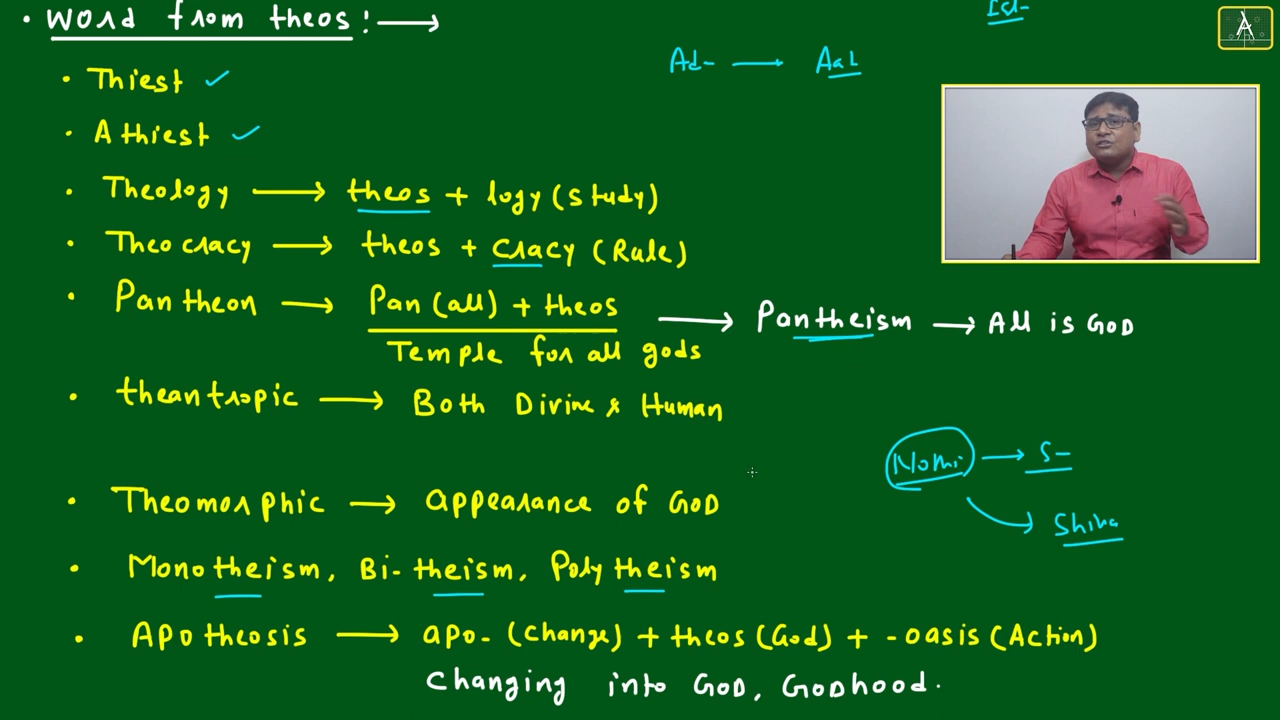 • Word from theos! →
Ist-
Ad- → Aat
• Thiest ✓
• Athiest ✓
• Theology → theos + logy (study)
• Theocracy → theos + cracy (Rule)
• Pantheon → Pan (all) + theos → Pantheism → All is GOD
Temple for all gods
• theantropic → Both Divine & Human
Nomi → S-
→ Shiva
• Theomorphic → appearance of GOD
• Monotheism, Bi-theism, Polytheism
• Apotheosis → apo- (change) + theos (God) + -oasis (Action)
changing into GOD, GODhood.
A